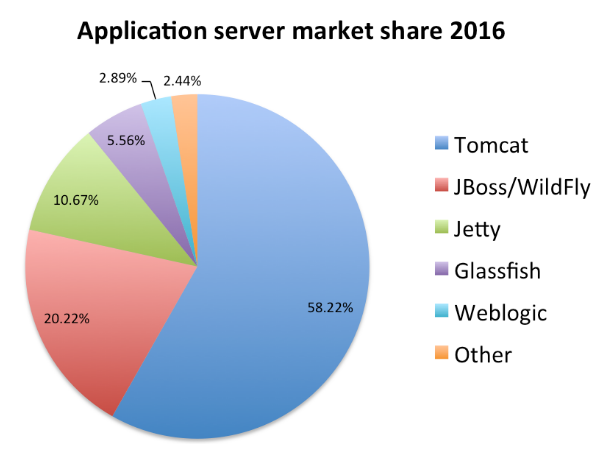 Application server market share 2016
2.89%
2.44%
5.56%
10.67%
20.22%
58.22%
Tomcat
JBoss/WildFly
Jetty
Glassfish
Weblogic
Other